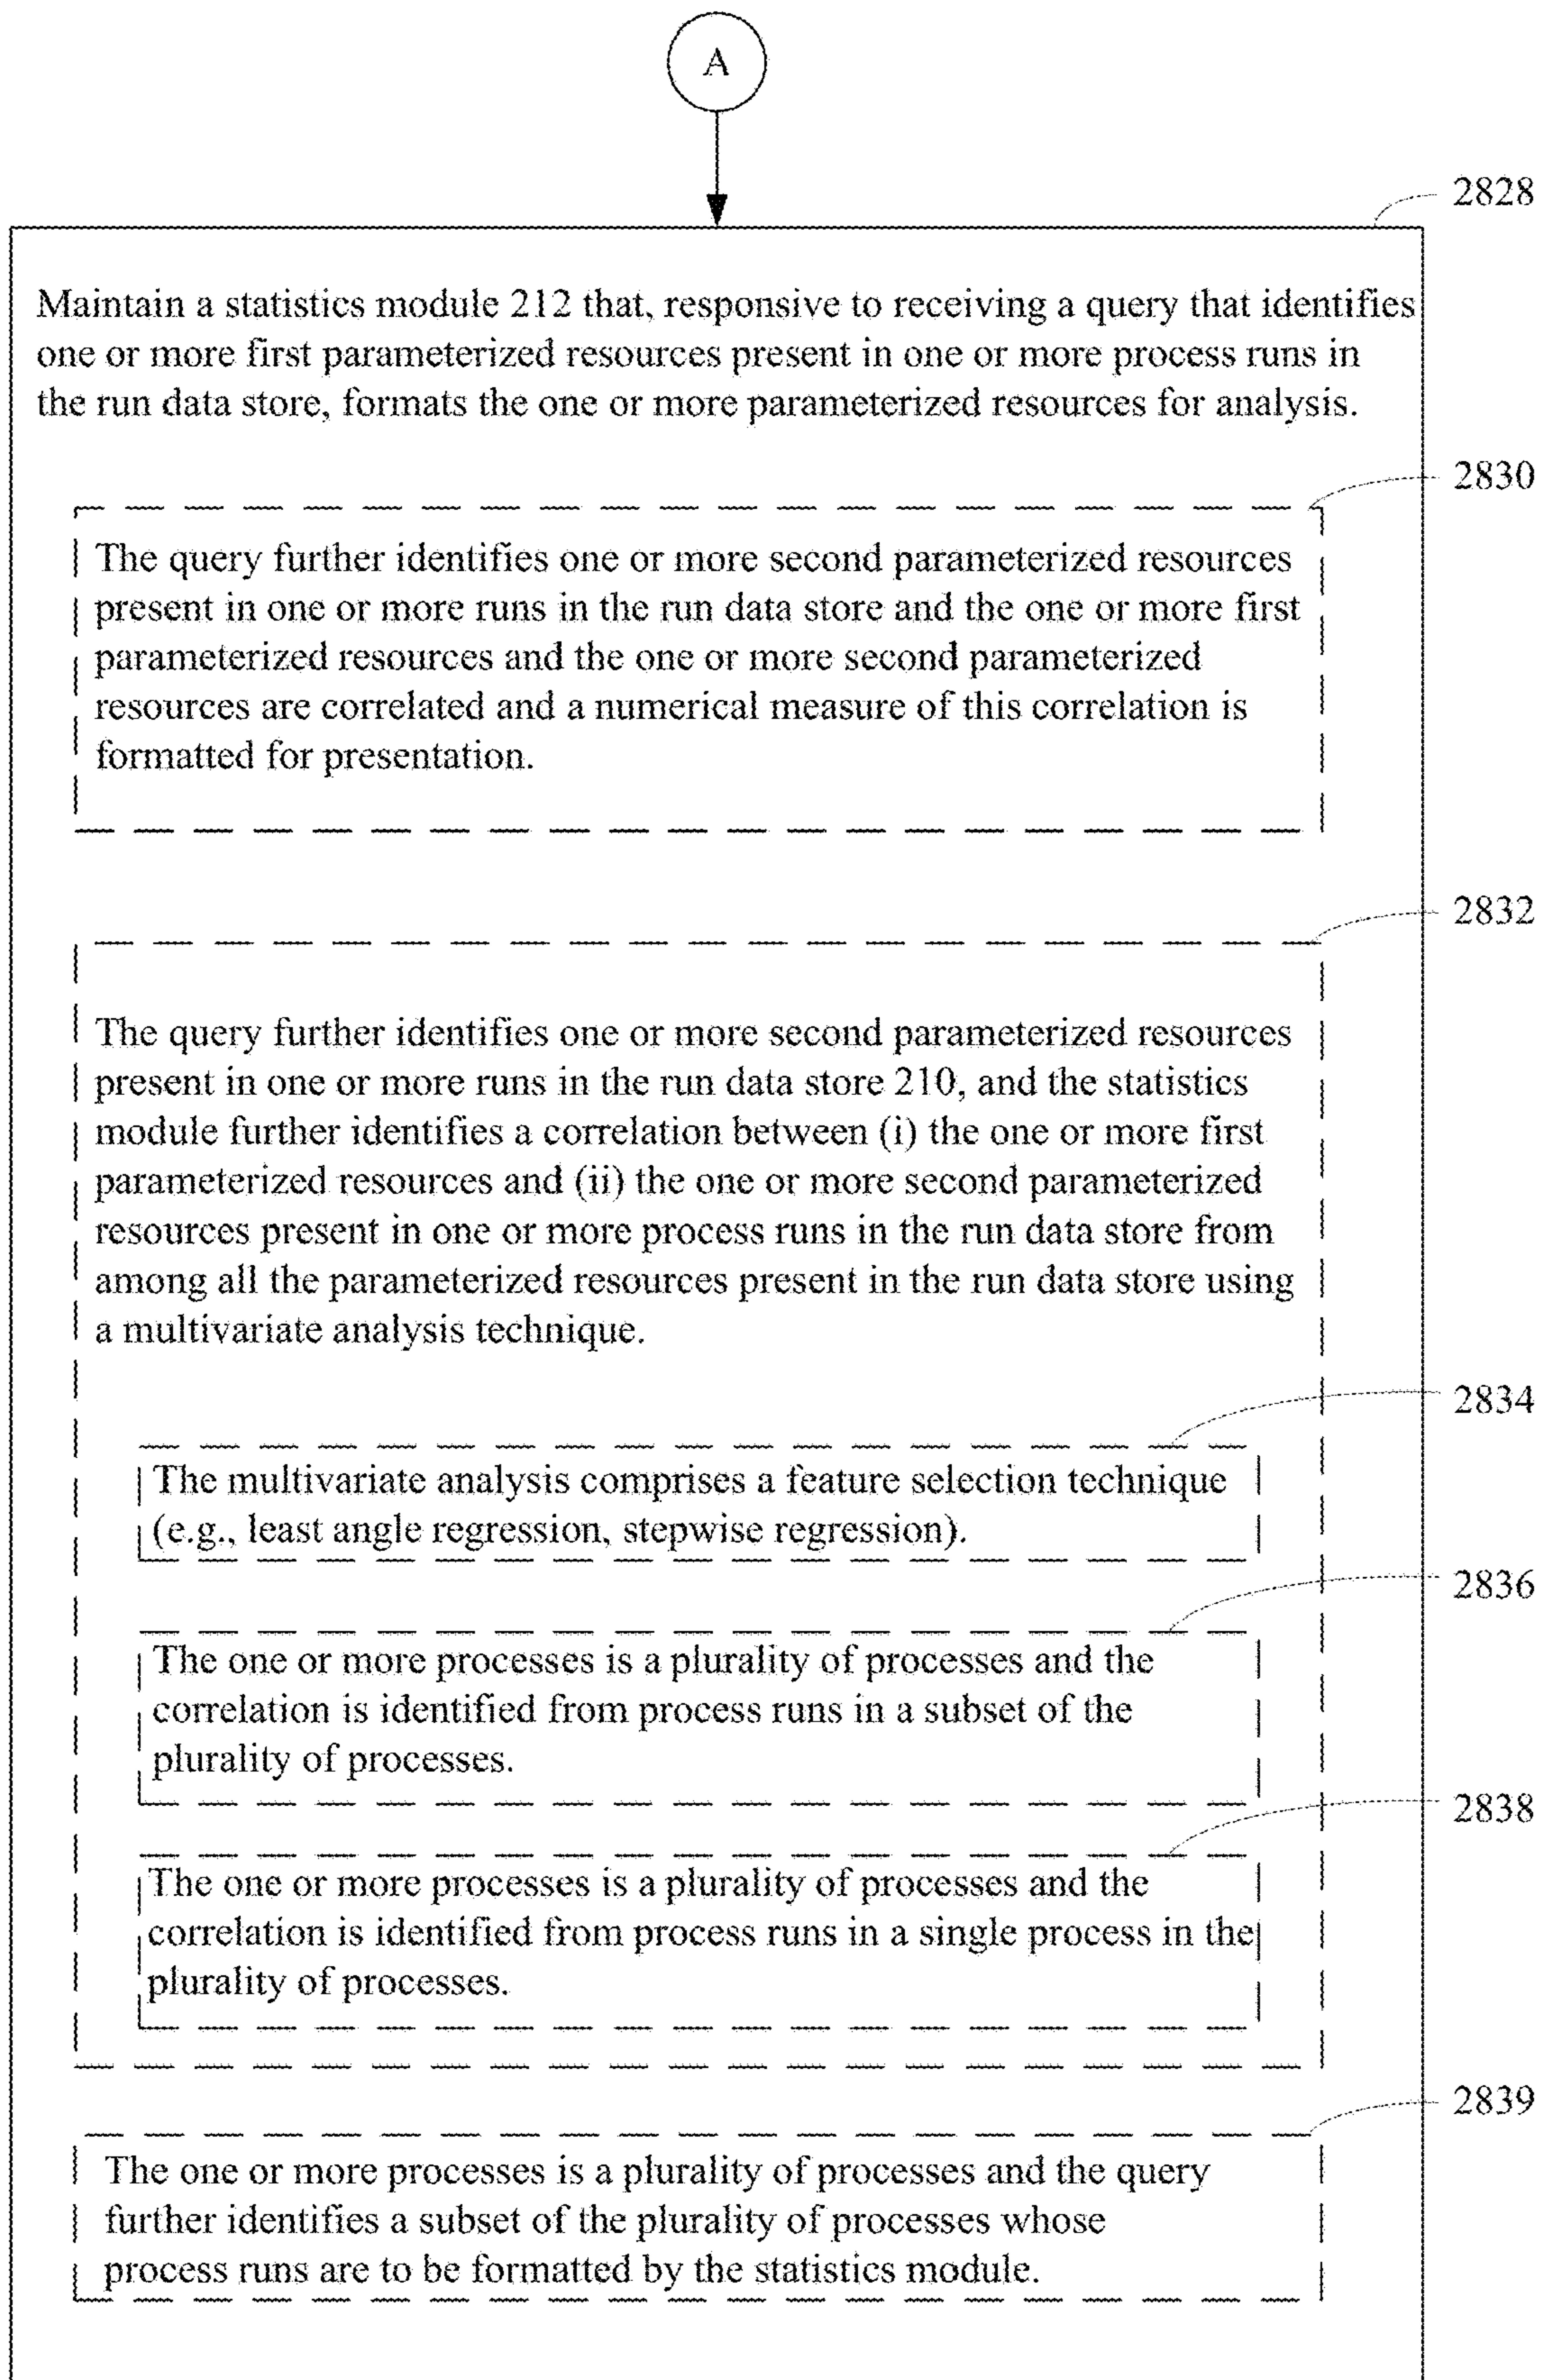 A
2828
Maintain a statistics module 212 that, responsive to receiving a query that identifies
one or more first parameterized resources present in one or more process runs in
the run data store, formats the one or more parameterized resources for analysis.
2830
The query further identifies one or more second parameterized resources
present in one or more runs in the run data store and the one or more first
parameterized resources and the one or more second parameterized
resources are correlated and a numerical measure of this correlation is
formatted for presentation.
2832
The query further identifies one or more second parameterized resources
present in one or more runs in the run data store 210, and the statistics
module further identifies a correlation between (i) the one or more first
parameterized resources and (ii) the one or more second parameterized
resources present in one or more process runs in the run data store from
among all the parameterized resources present in the run data store using
a multivariate analysis technique.
2834
The multivariate analysis comprises a feature selection technique
(e.g., least angle regression, stepwise regression).
2836
The one or more processes is a plurality of processes and the
correlation is identified from process runs in a subset of the
plurality of processes.
2838
The one or more processes is a plurality of processes and the
correlation is identified from process runs in a single process in the
plurality of processes.
2839
The one or more processes is a plurality of processes and the query
further identifies a subset of the plurality of processes whose
process runs are to be formatted by the statistics module.